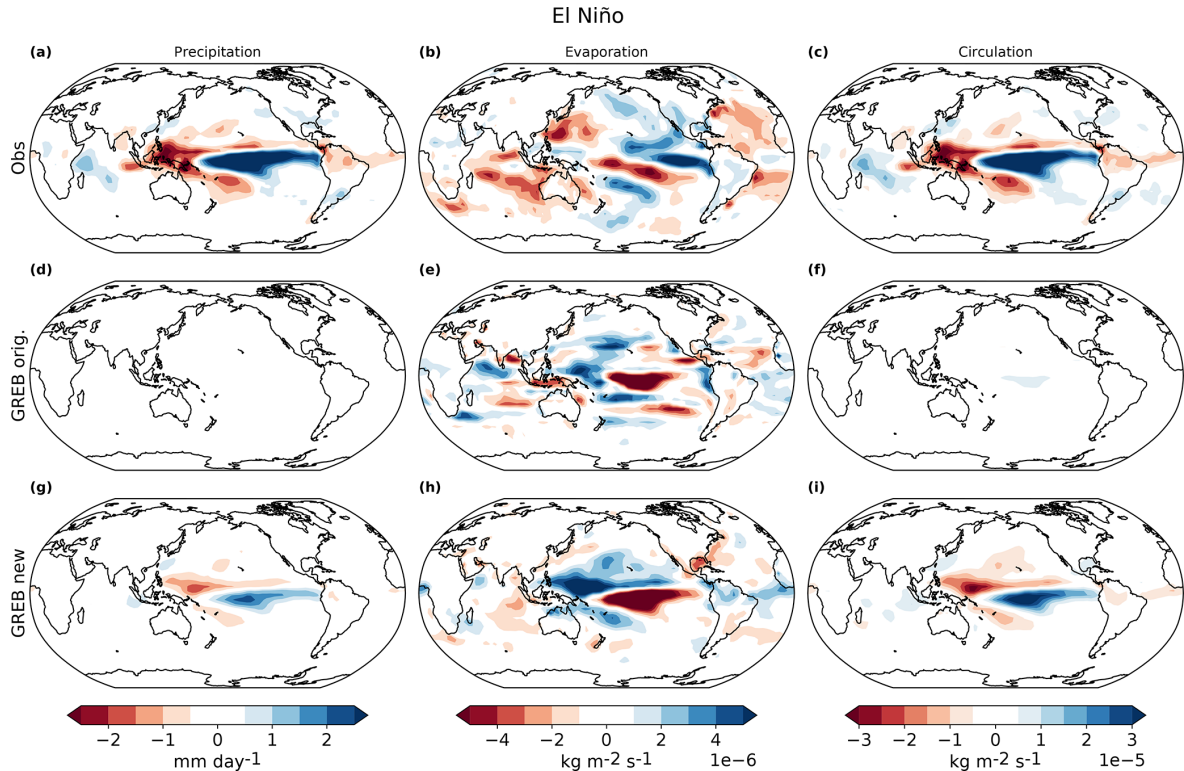 El Niño
(a) Precipitation (b) Evaporation (c) Circulation
Obs
(d) (e) (f)
GREB orig.
(g) (h) (i)
GREB new
−2 −1 0 1 2 −4 −2 0 2 4 −3 −2 −1 0 1 2 3
mm day-1 kg m-2 s-1 1e−6 kg m-2 s-1 1e−5